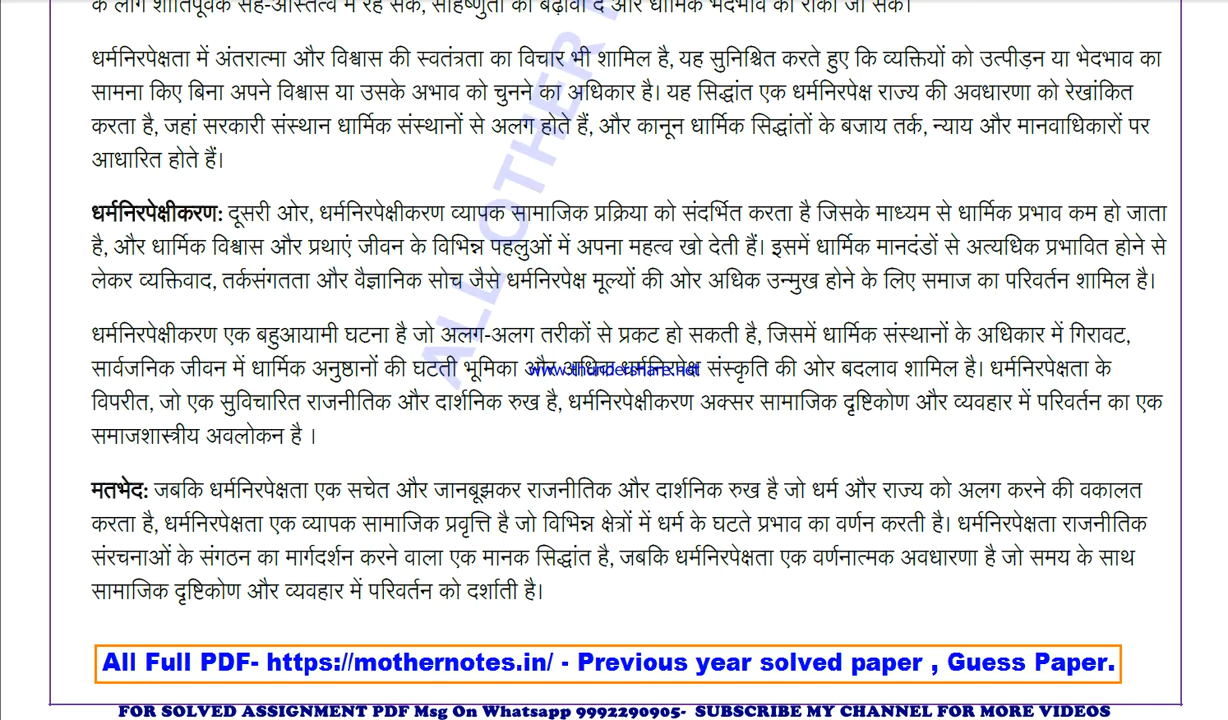 के लोग शांतिपूर्वक सह-अस्तित्व में रह सकें, सहिष्णुता को बढ़ावा दें और धार्मिक भेदभाव को रोका जा सके।
धर्मनिरपेक्षता में अंतरात्मा और विश्वास की स्वतंत्रता का विचार भी शामिल है, यह सुनिश्चित करते हुए कि व्यक्तियों को उत्पीड़न या भेदभाव का
सामना किए बिना अपने विश्वास या उसके अभाव को चुनने का अधिकार है। यह सिद्धांत एक धर्मनिरपेक्ष राज्य की अवधारणा को रेखांकित
करता है, जहां सरकारी संस्थान धार्मिक संस्थानों से अलग होते हैं, और कानून धार्मिक सिद्धांतों के बजाय तर्क, न्याय और मानवाधिकारों पर
आधारित होते हैं।
धर्मनिरपेक्षीकरण: दूसरी ओर, धर्मनिरपेक्षीकरण व्यापक सामाजिक प्रक्रिया को संदर्भित करता है जिसके माध्यम से धार्मिक प्रभाव कम हो जाता
है, और धार्मिक विश्वास और प्रथाएं जीवन के विभिन्न पहलुओं में अपना महत्व खो देती हैं। इसमें धार्मिक मानदंडों से अत्यधिक प्रभावित होने से
लेकर व्यक्तिवाद, तर्कसंगतता और वैज्ञानिक सोच जैसे धर्मनिरपेक्ष मूल्यों की ओर अधिक उन्मुख होने के लिए समाज का परिवर्तन शामिल है।
धर्मनिरपेक्षीकरण एक बहुआयामी घटना है जो अलग-अलग तरीकों से प्रकट हो सकती है, जिसमें धार्मिक संस्थानों के अधिकार में गिरावट,
सार्वजनिक जीवन में धार्मिक अनुष्ठानों की घटती भूमिका और अधिक धर्मनिरपेक्ष संस्कृति की ओर बदलाव शामिल है। धर्मनिरपेक्षता के
www.thundershare.net
विपरीत, जो एक सुविचारित राजनीतिक और दार्शनिक रुख है, धर्मनिरपेक्षीकरण अक्सर सामाजिक दृष्टिकोण और व्यवहार में परिवर्तन का एक
समाजशास्त्रीय अवलोकन है ।
मतभेद: जबकि धर्मनिरपेक्षता एक सचेत और जानबूझकर राजनीतिक और दार्शनिक रुख है जो धर्म और राज्य को अलग करने की वकालत
करता है, धर्मनिरपेक्षता एक व्यापक सामाजिक प्रवृत्ति है जो विभिन्न क्षेत्रों में धर्म के घटते प्रभाव का वर्णन करती है। धर्मनिरपेक्षता राजनीतिक
संरचनाओं के संगठन का मार्गदर्शन करने वाला एक मानक सिद्धांत है, जबकि धर्मनिरपेक्षता एक वर्णनात्मक अवधारणा है जो समय के साथ
सामाजिक दृष्टिकोण और व्यवहार में परिवर्तन को दर्शाती है।
ALL OTHER
All Full PDF- https://mothernotes.in/ - Previous year solved paper , Guess Paper.
FOR SOLVED ASSIGNMENT PDF Msg On Whatsapp 9992290905- SUBSCRIBE MY CHANNEL FOR MORE VIDEOS